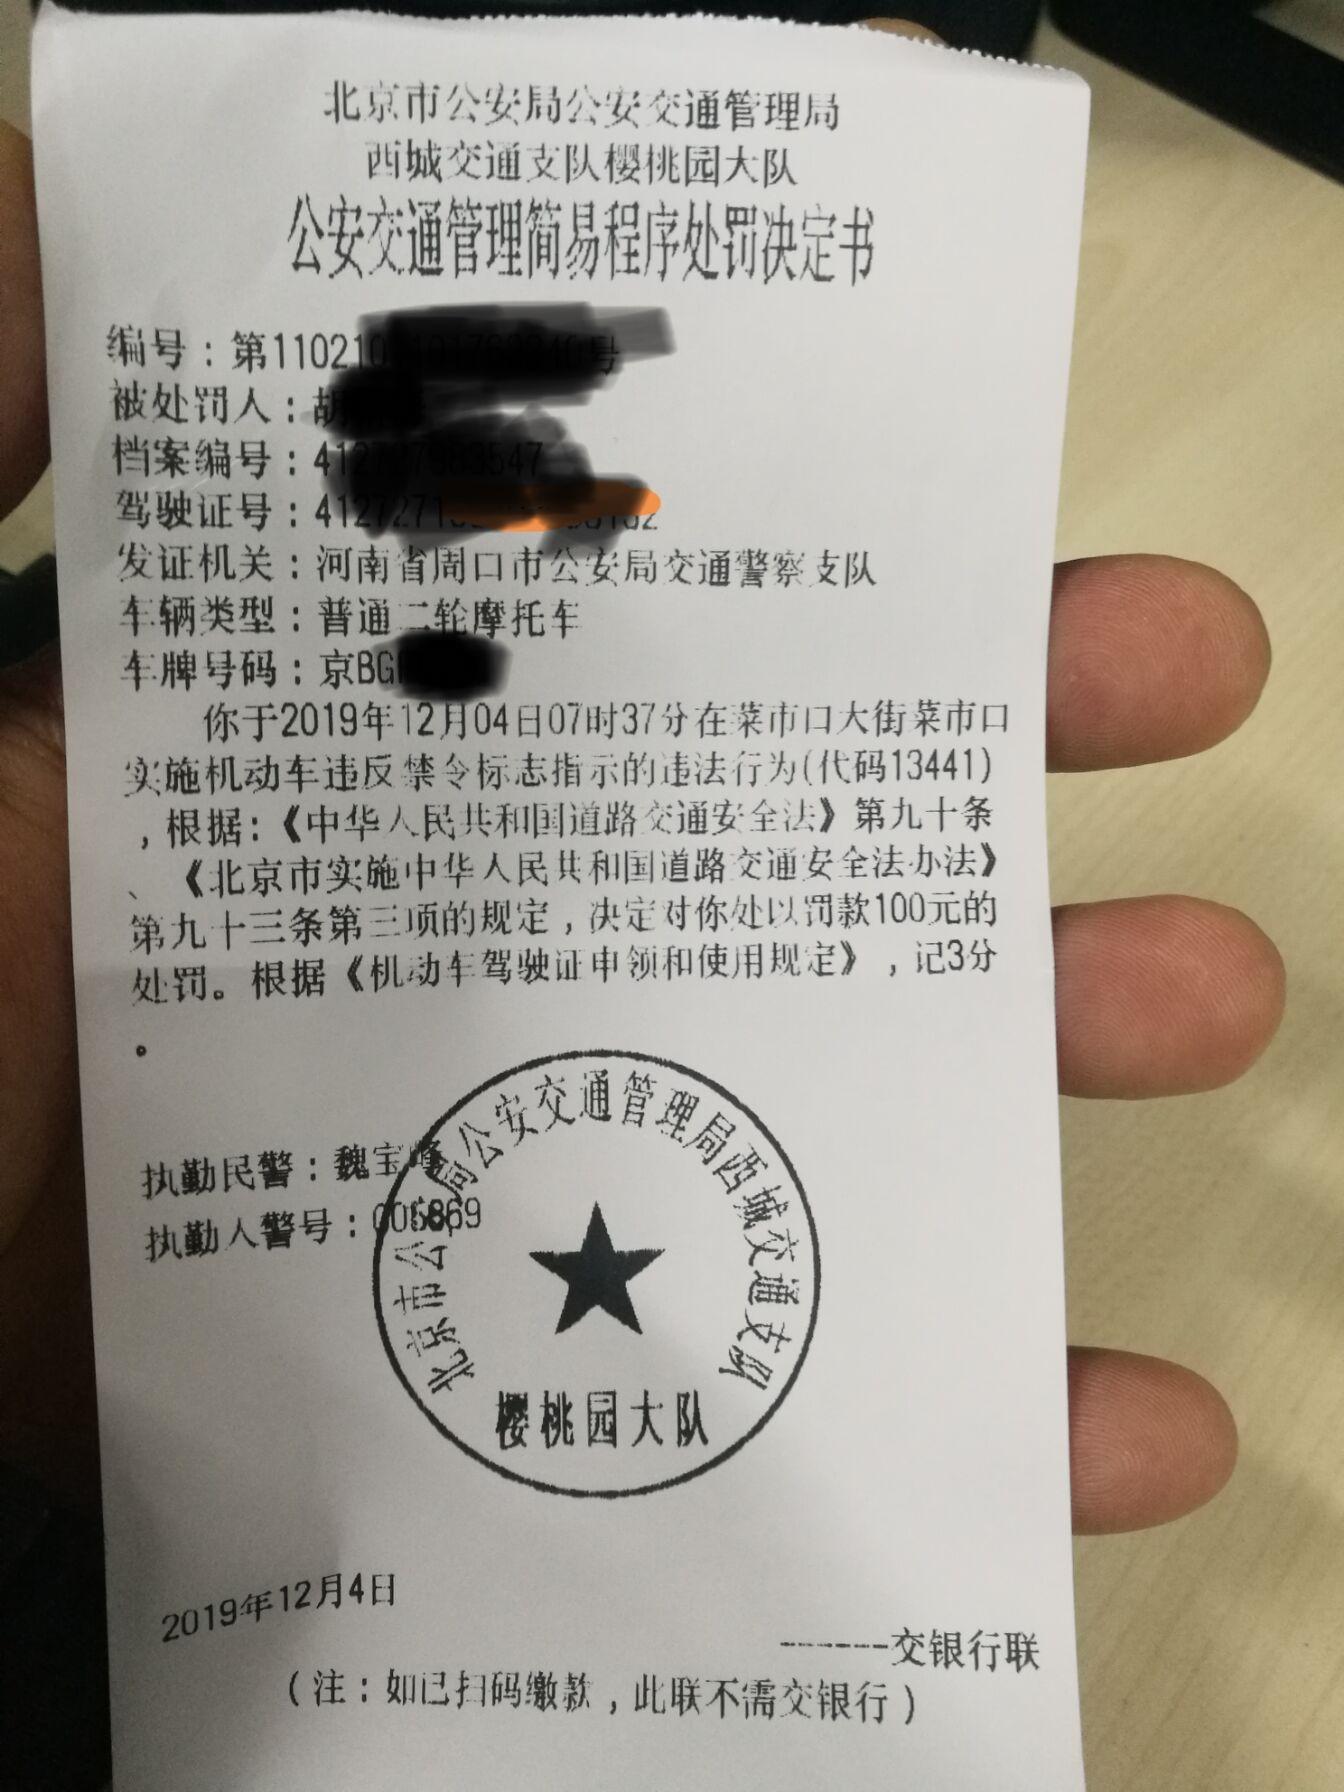 北京市公安局公安交通管理局
西城交通支队樱桃园大队
公安交通管理简易程序处罚决定书
编号：第110210 号
被处罚人：胡
档案编号：
驾驶证号：
发证机关：河南省周口市公安局交通警察支队
车辆类型：普通二轮摩托车
车牌号码：京BG
你于2019年12月04日07时37分在菜市口大街菜市口
实施机动车违反禁令标志指示的违法行为(代码13441)
，根据：《中华人民共和国道路交通安全法》第九十条
、《北京市实施中华人民共和国道路交通安全法办法》
第九十三条第三项的规定，决定对你处以罚款100元的
处罚。根据《机动车驾驶证申领和使用规定》，记3分
。
执勤民警：魏宝峰
执勤人警号：005869
北京市公安局公安交通管理局西城交通支队
樱桃园大队
2019年12月4日
------交银行联
（注：如已扫码缴款，此联不需交银行）